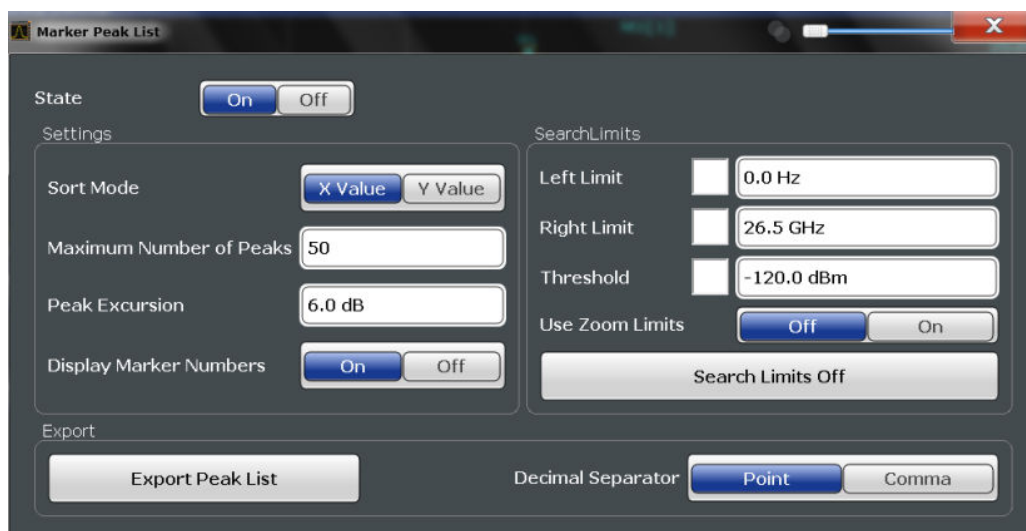 Marker Peak List
State On Off
Settings
Sort Mode X Value Y Value
Maximum Number of Peaks 50
Peak Excursion 6.0 dB
Display Marker Numbers On Off
SearchLimits
Left Limit 0.0 Hz
Right Limit 26.5 GHz
Threshold -120.0 dBm
Use Zoom Limits Off On
Search Limits Off
Export
Export Peak List
Decimal Separator Point Comma